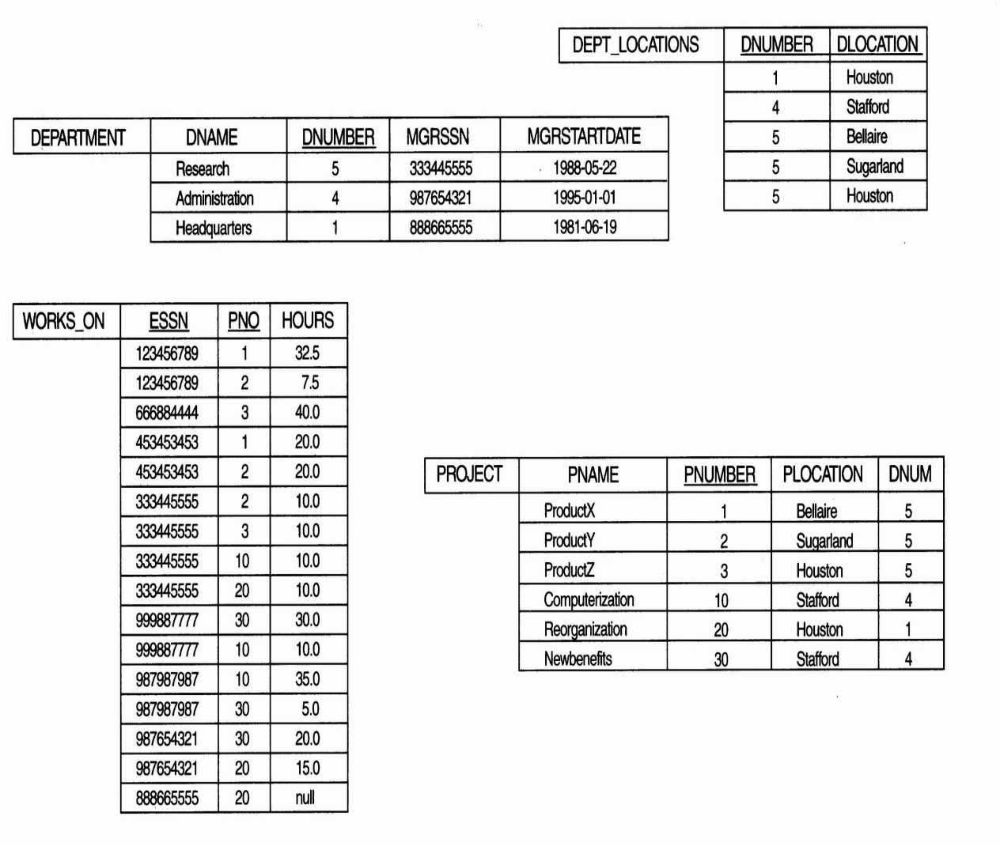 DEPT_LOCATIONS DNUMBER DLOCATION
1 Houston
4 Stafford
5 Bellaire
5 Sugarland
5 Houston
DEPARTMENT DNAME DNUMBER MGRSSN MGRSTARTDATE
Research 5 333445555 1988-05-22
Administration 4 987654321 1995-01-01
Headquarters 1 888665555 1981-06-19
WORKS_ON ESSN PNO HOURS
123456789 1 32.5
123456789 2 7.5
666884444 3 40.0
453453453 1 20.0
453453453 2 20.0
333445555 2 10.0
333445555 3 10.0
333445555 10 10.0
333445555 20 10.0
999887777 30 30.0
999887777 10 10.0
987987987 10 35.0
987987987 30 5.0
987654321 30 20.0
987654321 20 15.0
888665555 20 null
PROJECT PNAME PNUMBER PLOCATION DNUM
ProductX 1 Bellaire 5
ProductY 2 Sugarland 5
ProductZ 3 Houston 5
Computerization 10 Stafford 4
Reorganization 20 Houston 1
Newbenefits 30 Stafford 4